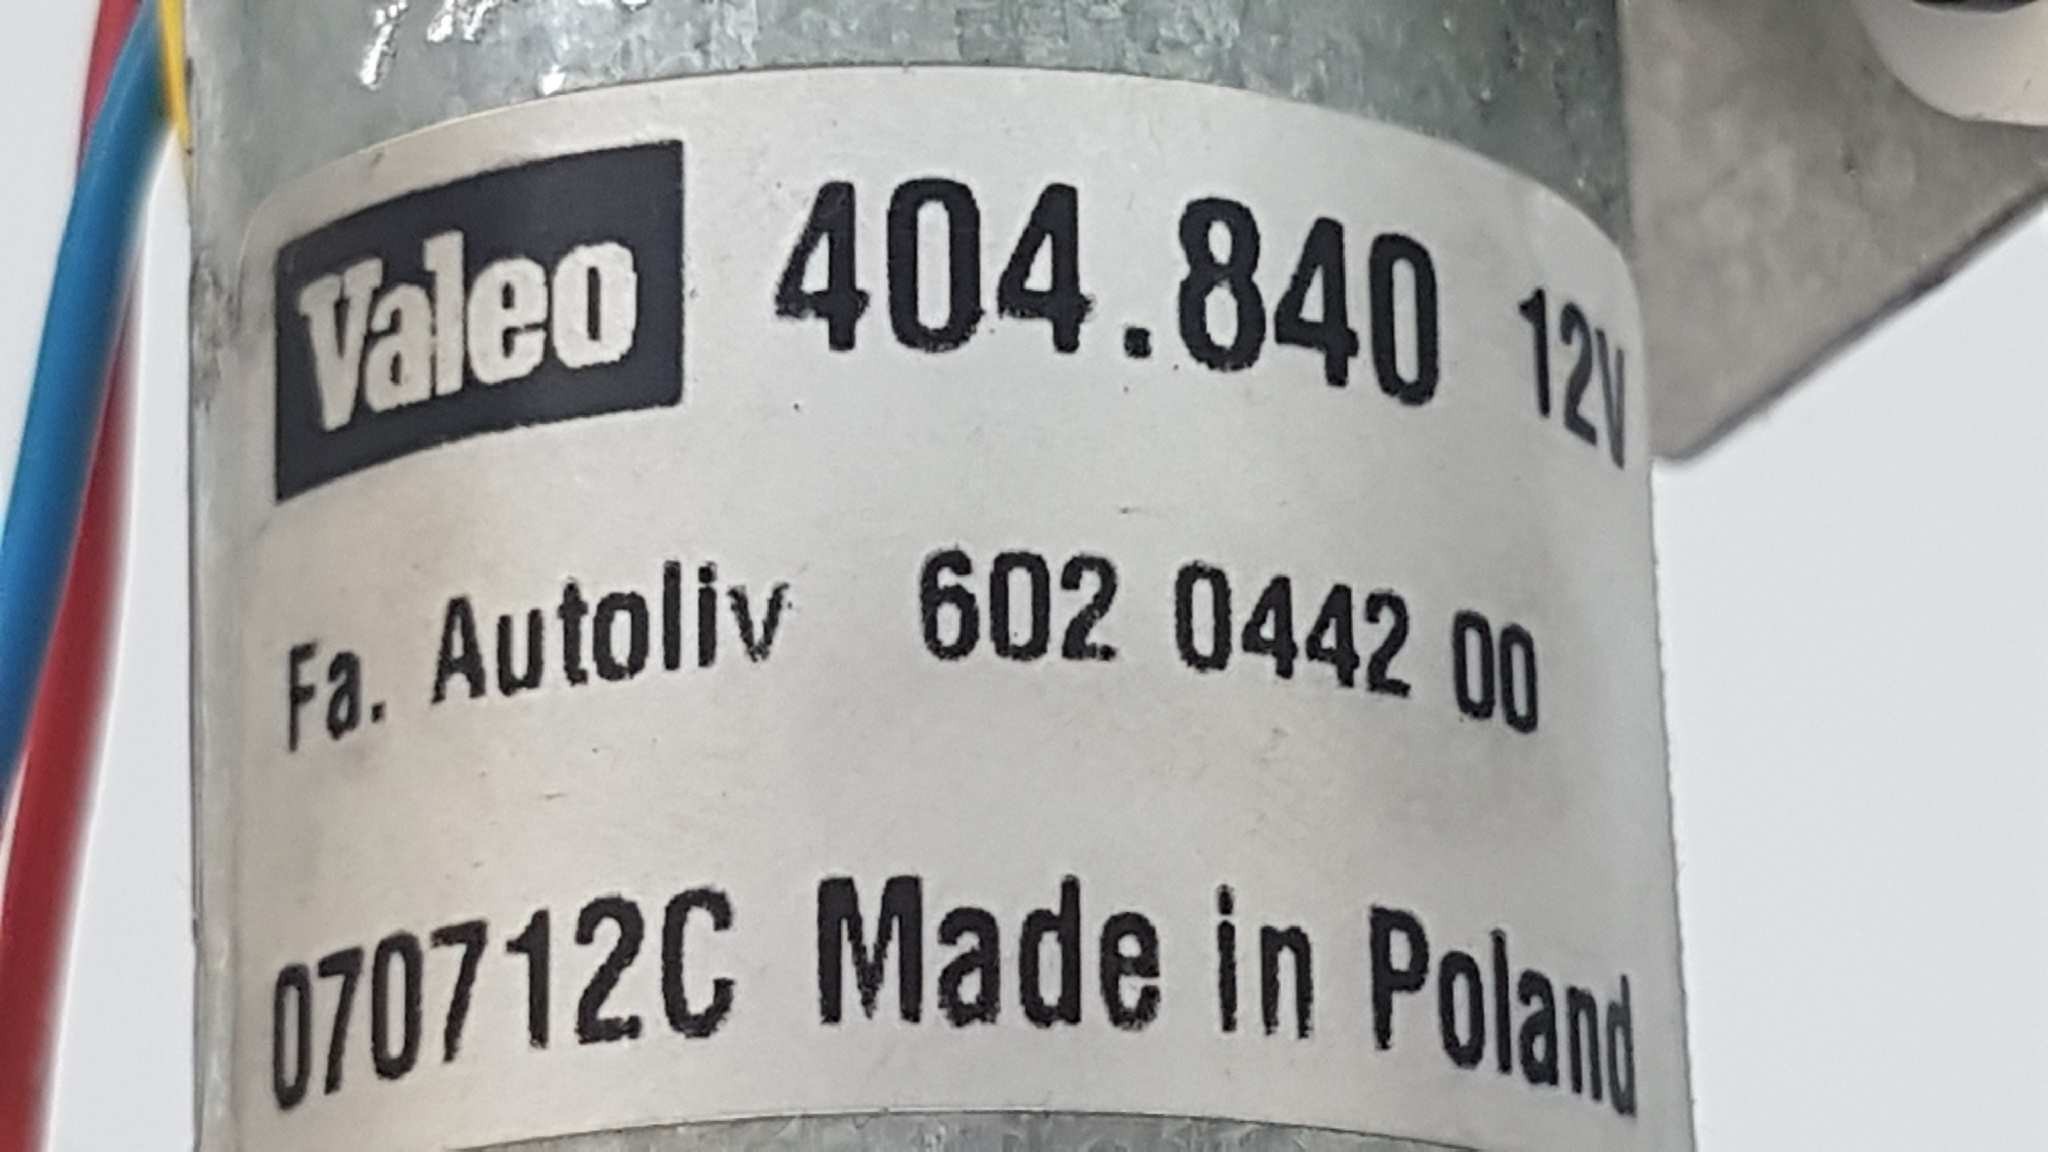 Valeo 404.840 12V
Fa. Autoliv 602 0442 00
070712C Made in Poland